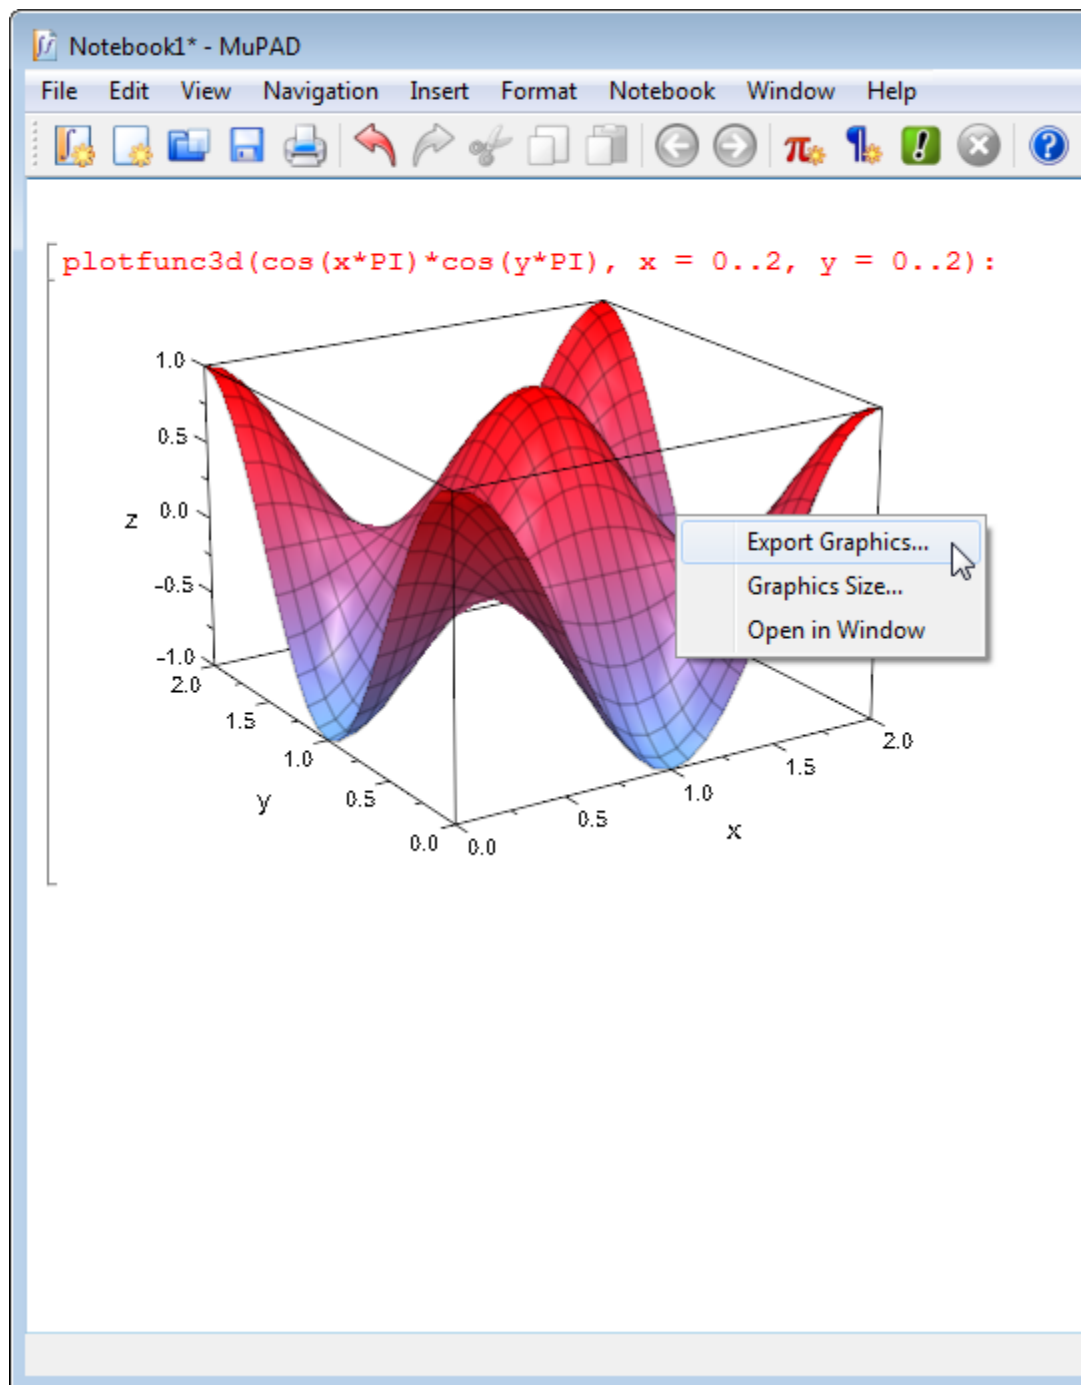 Notebook1* - MuPAD
File Edit View Navigation Insert Format Notebook Window Help
plotfunc3d(cos(x*PI)*cos(y*PI), x = 0..2, y = 0..2):
1.0
0.5
z
0.0
-0.5
-1.0
2.0
1.5
1.0
y
0.5
0.0
0.0
0.5
x
1.0
1.5
2.0
Export Graphics...
Graphics Size...
Open in Window